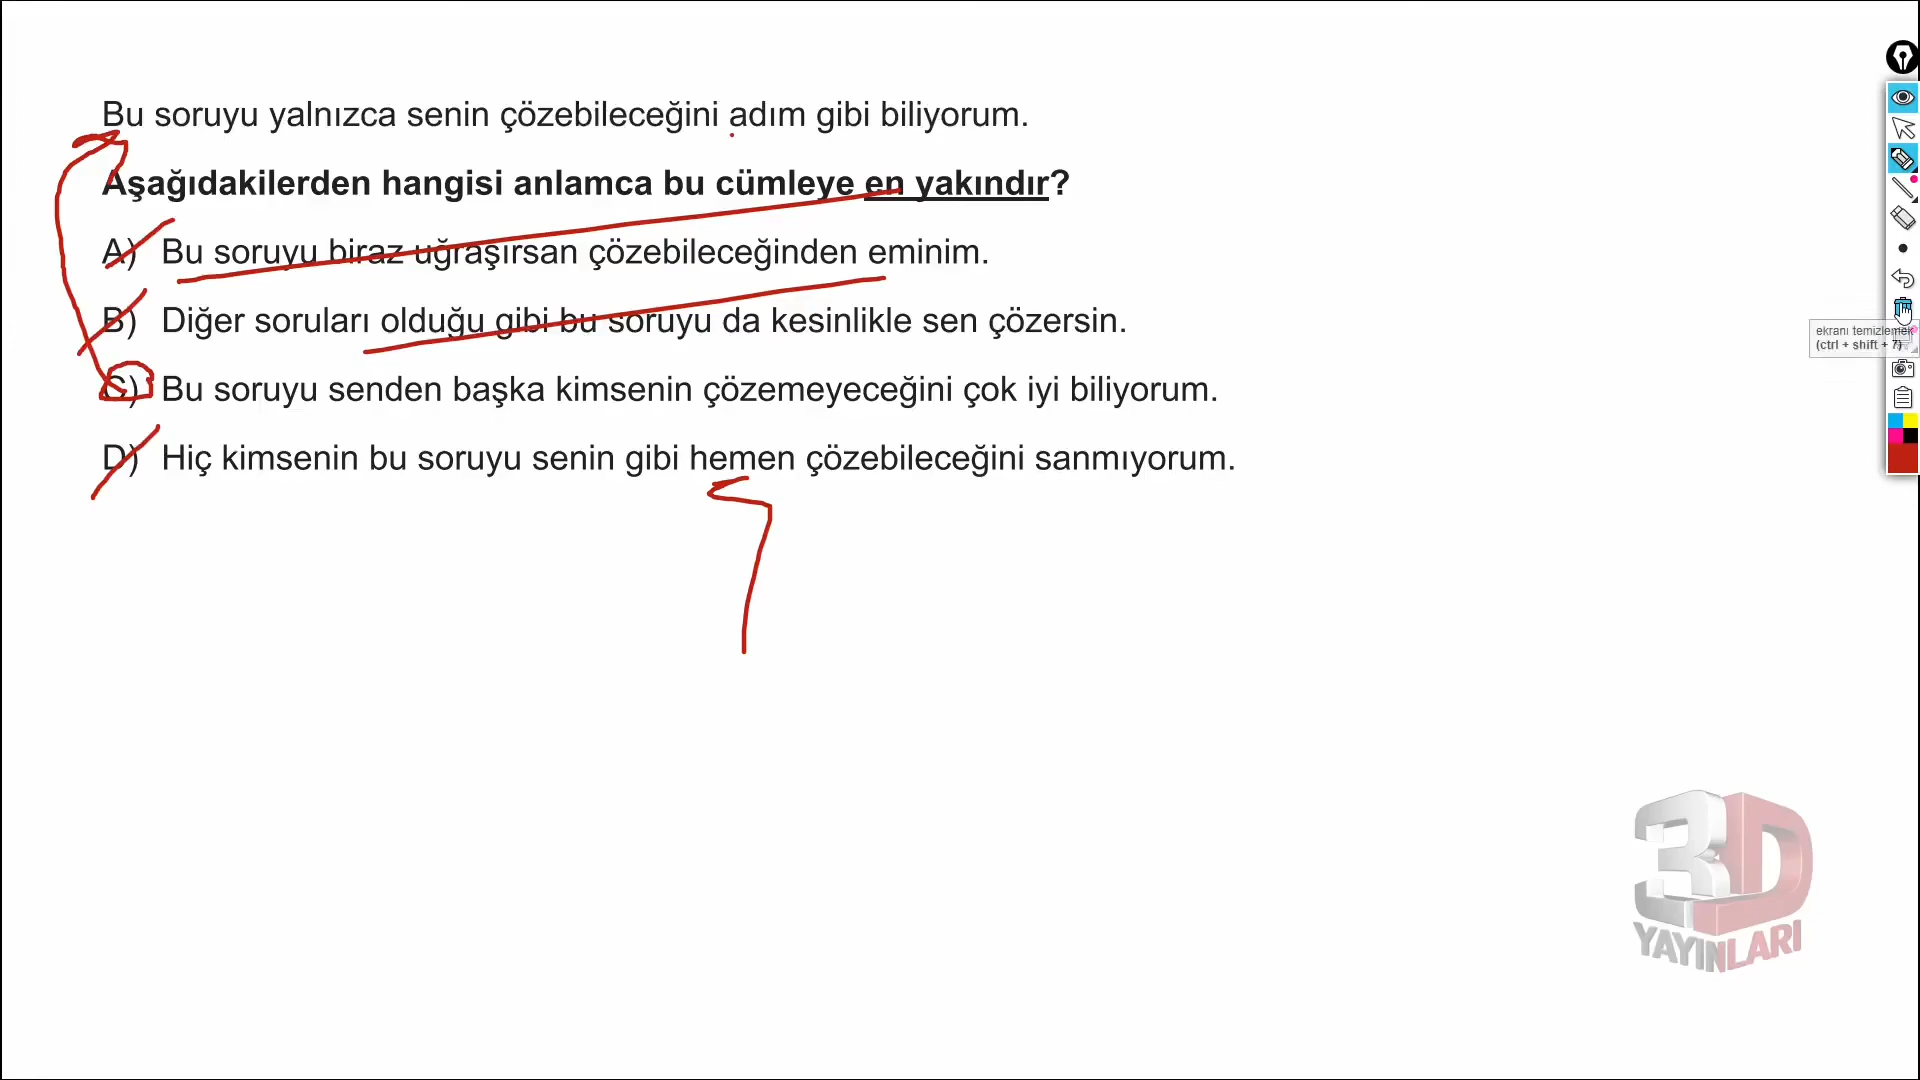 Bu soruyu yalnızca senin çözebileceğini adım gibi biliyorum.
Aşağıdakilerden hangisi anlamca bu cümleye en yakındır?
A) Bu soruyu biraz uğraşırsan çözebileceğinden eminim.
B) Diğer soruları olduğu gibi bu soruyu da kesinlikle sen çözersin.
C) Bu soruyu senden başka kimsenin çözemeyeceğini çok iyi biliyorum.
D) Hiç kimsenin bu soruyu senin gibi hemen çözebileceğini sanmıyorum.
ekranı temizlemek
(ctrl + shift + 7)
3D
YAYINLARI